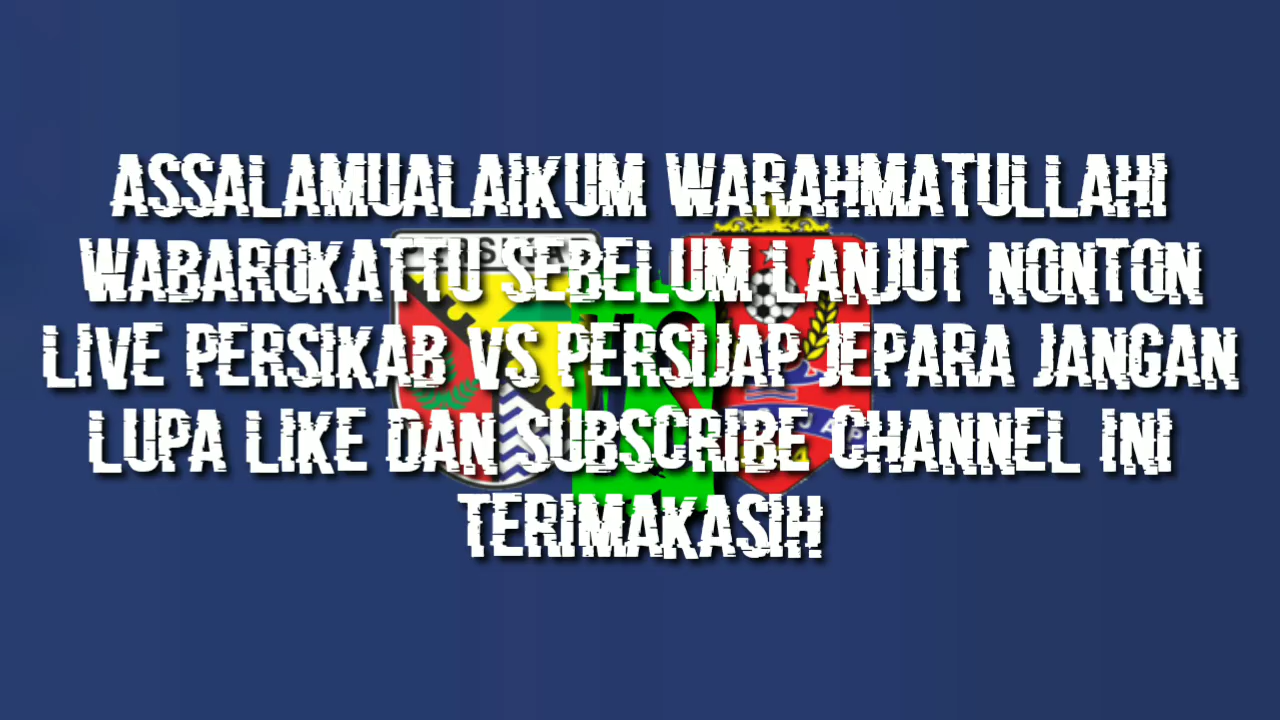 ASSALAMUALAIKUM WARAHMATULLAHI
WABAROKATTU SEBELUM LANJUT NONTON
LIVE PERSIKAB VS PERSIJAP JEPARA JANGAN
LUPA LIKE DAN SUBSCRIBE CHANNEL INI
TERIMAKASIH